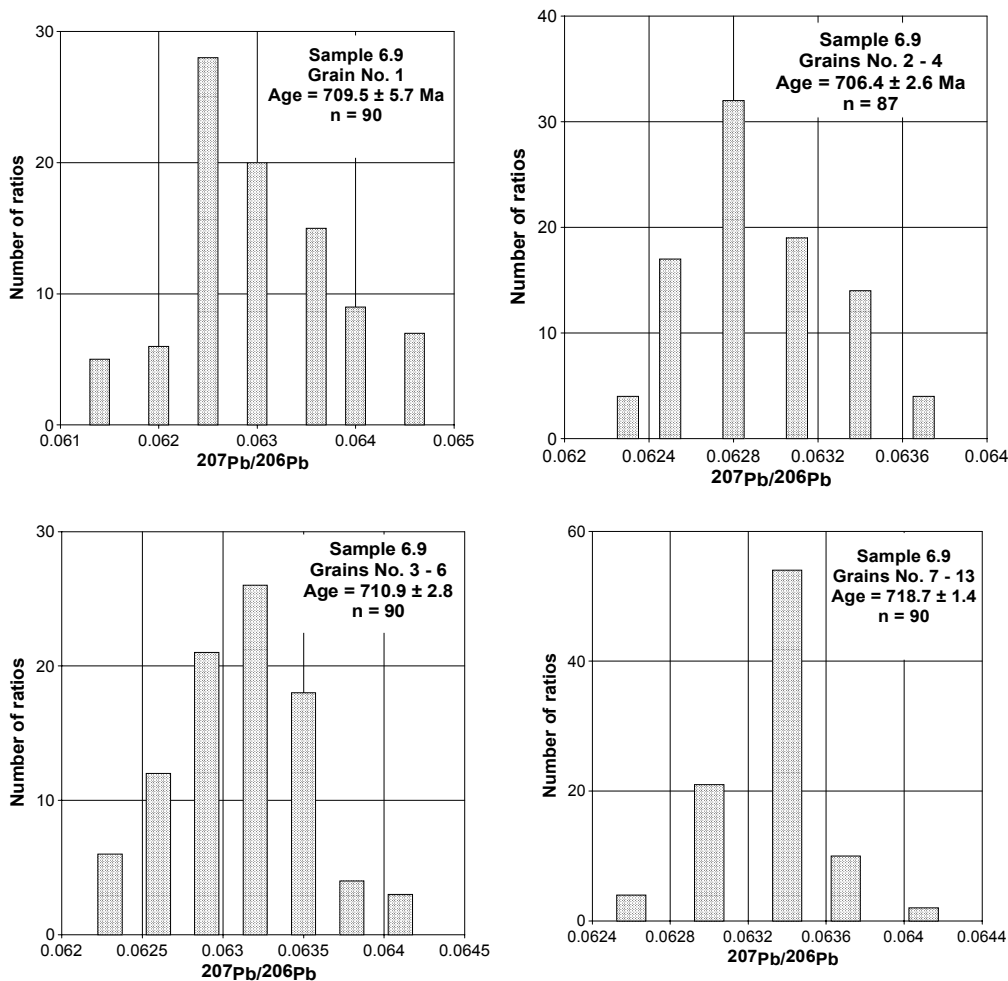 30
20
10
0
Number of ratios
Sample 6.9
Grain No. 1
Age = 709.5 ± 5.7 Ma
n = 90
0.061 0.062 0.063 0.064 0.065
207Pb/206Pb
40
30
20
10
0
Number of ratios
Sample 6.9
Grains No. 2 - 4
Age = 706.4 ± 2.6 Ma
n = 87
0.062 0.0624 0.0628 0.0632 0.0636 0.064
207Pb/206Pb
30
20
10
0
Number of ratios
Sample 6.9
Grains No. 3 - 6
Age = 710.9 ± 2.8
n = 90
0.062 0.0625 0.063 0.0635 0.064 0.0645
207Pb/206Pb
60
40
20
0
Number of ratios
Sample 6.9
Grains No. 7 - 13
Age = 718.7 ± 1.4
n = 90
0.0624 0.0628 0.0632 0.0636 0.064 0.0644
207Pb/206Pb